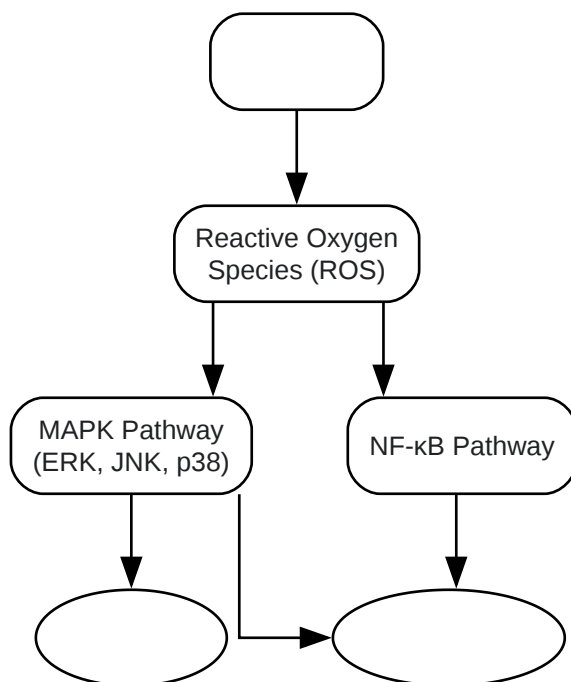 Reactive Oxygen
Species (ROS)
MAPK Pathway
(ERK, JNK, p38)
NF-κB Pathway